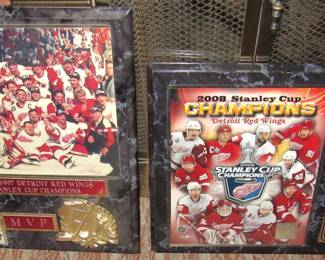 1997 DETROIT RED WINGS
STANLEY CUP CHAMPIONS
MVP
2008 Stanley Cup
CHAMPIONS
Detroit Red Wings
STANLEY CUP
CHAMPIONS